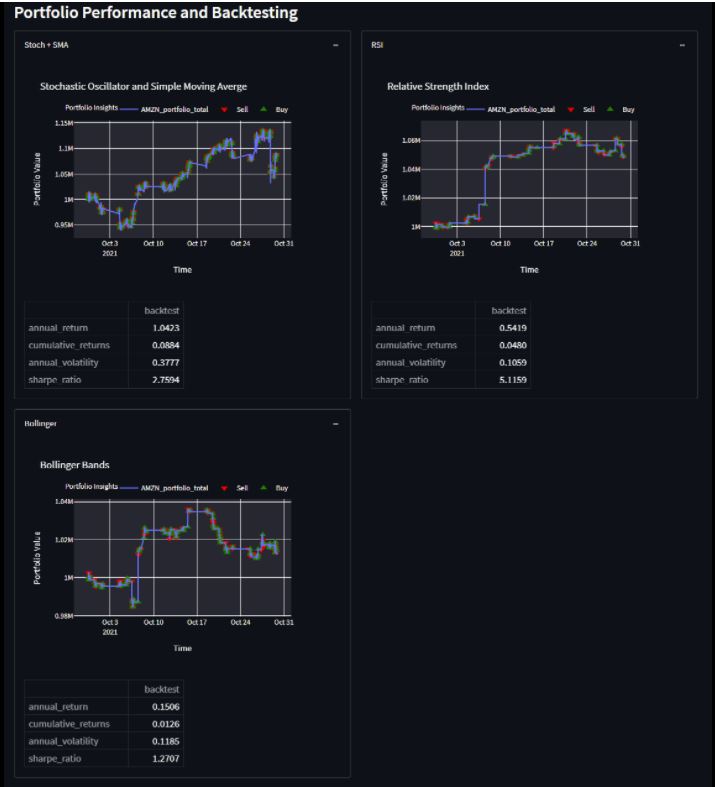 Portfolio Performance and Backtesting
Stoch + SMA
Stochastic Oscillator and Simple Moving Averge
Portfolio Insights AMZN_portfolio_total Sell Buy
1.15M
1.1M
1.05M
1M
0.95M
Portfolio Value
Oct 3 Oct 10 Oct 17 Oct 24 Oct 31
2021
Time
backtest
annual_return 1.0423
cumulative_returns 0.0884
annual_volatility 0.3777
sharpe_ratio 2.7594
RSI
Relative Strength Index
Portfolio Insights AMZN_portfolio_total Sell Buy
1.06M
1.04M
1.02M
1M
Portfolio Value
Oct 3 Oct 10 Oct 17 Oct 24 Oct 31
2021
Time
backtest
annual_return 0.5419
cumulative_returns 0.0480
annual_volatility 0.1059
sharpe_ratio 5.1159
Bollinger
Bollinger Bands
Portfolio Insights AMZN_portfolio_total Sell Buy
1.04M
1.02M
1M
0.98M
Portfolio Value
Oct 3 Oct 10 Oct 17 Oct 24 Oct 31
2021
Time
backtest
annual_return 0.1506
cumulative_returns 0.0126
annual_volatility 0.1185
sharpe_ratio 1.2707